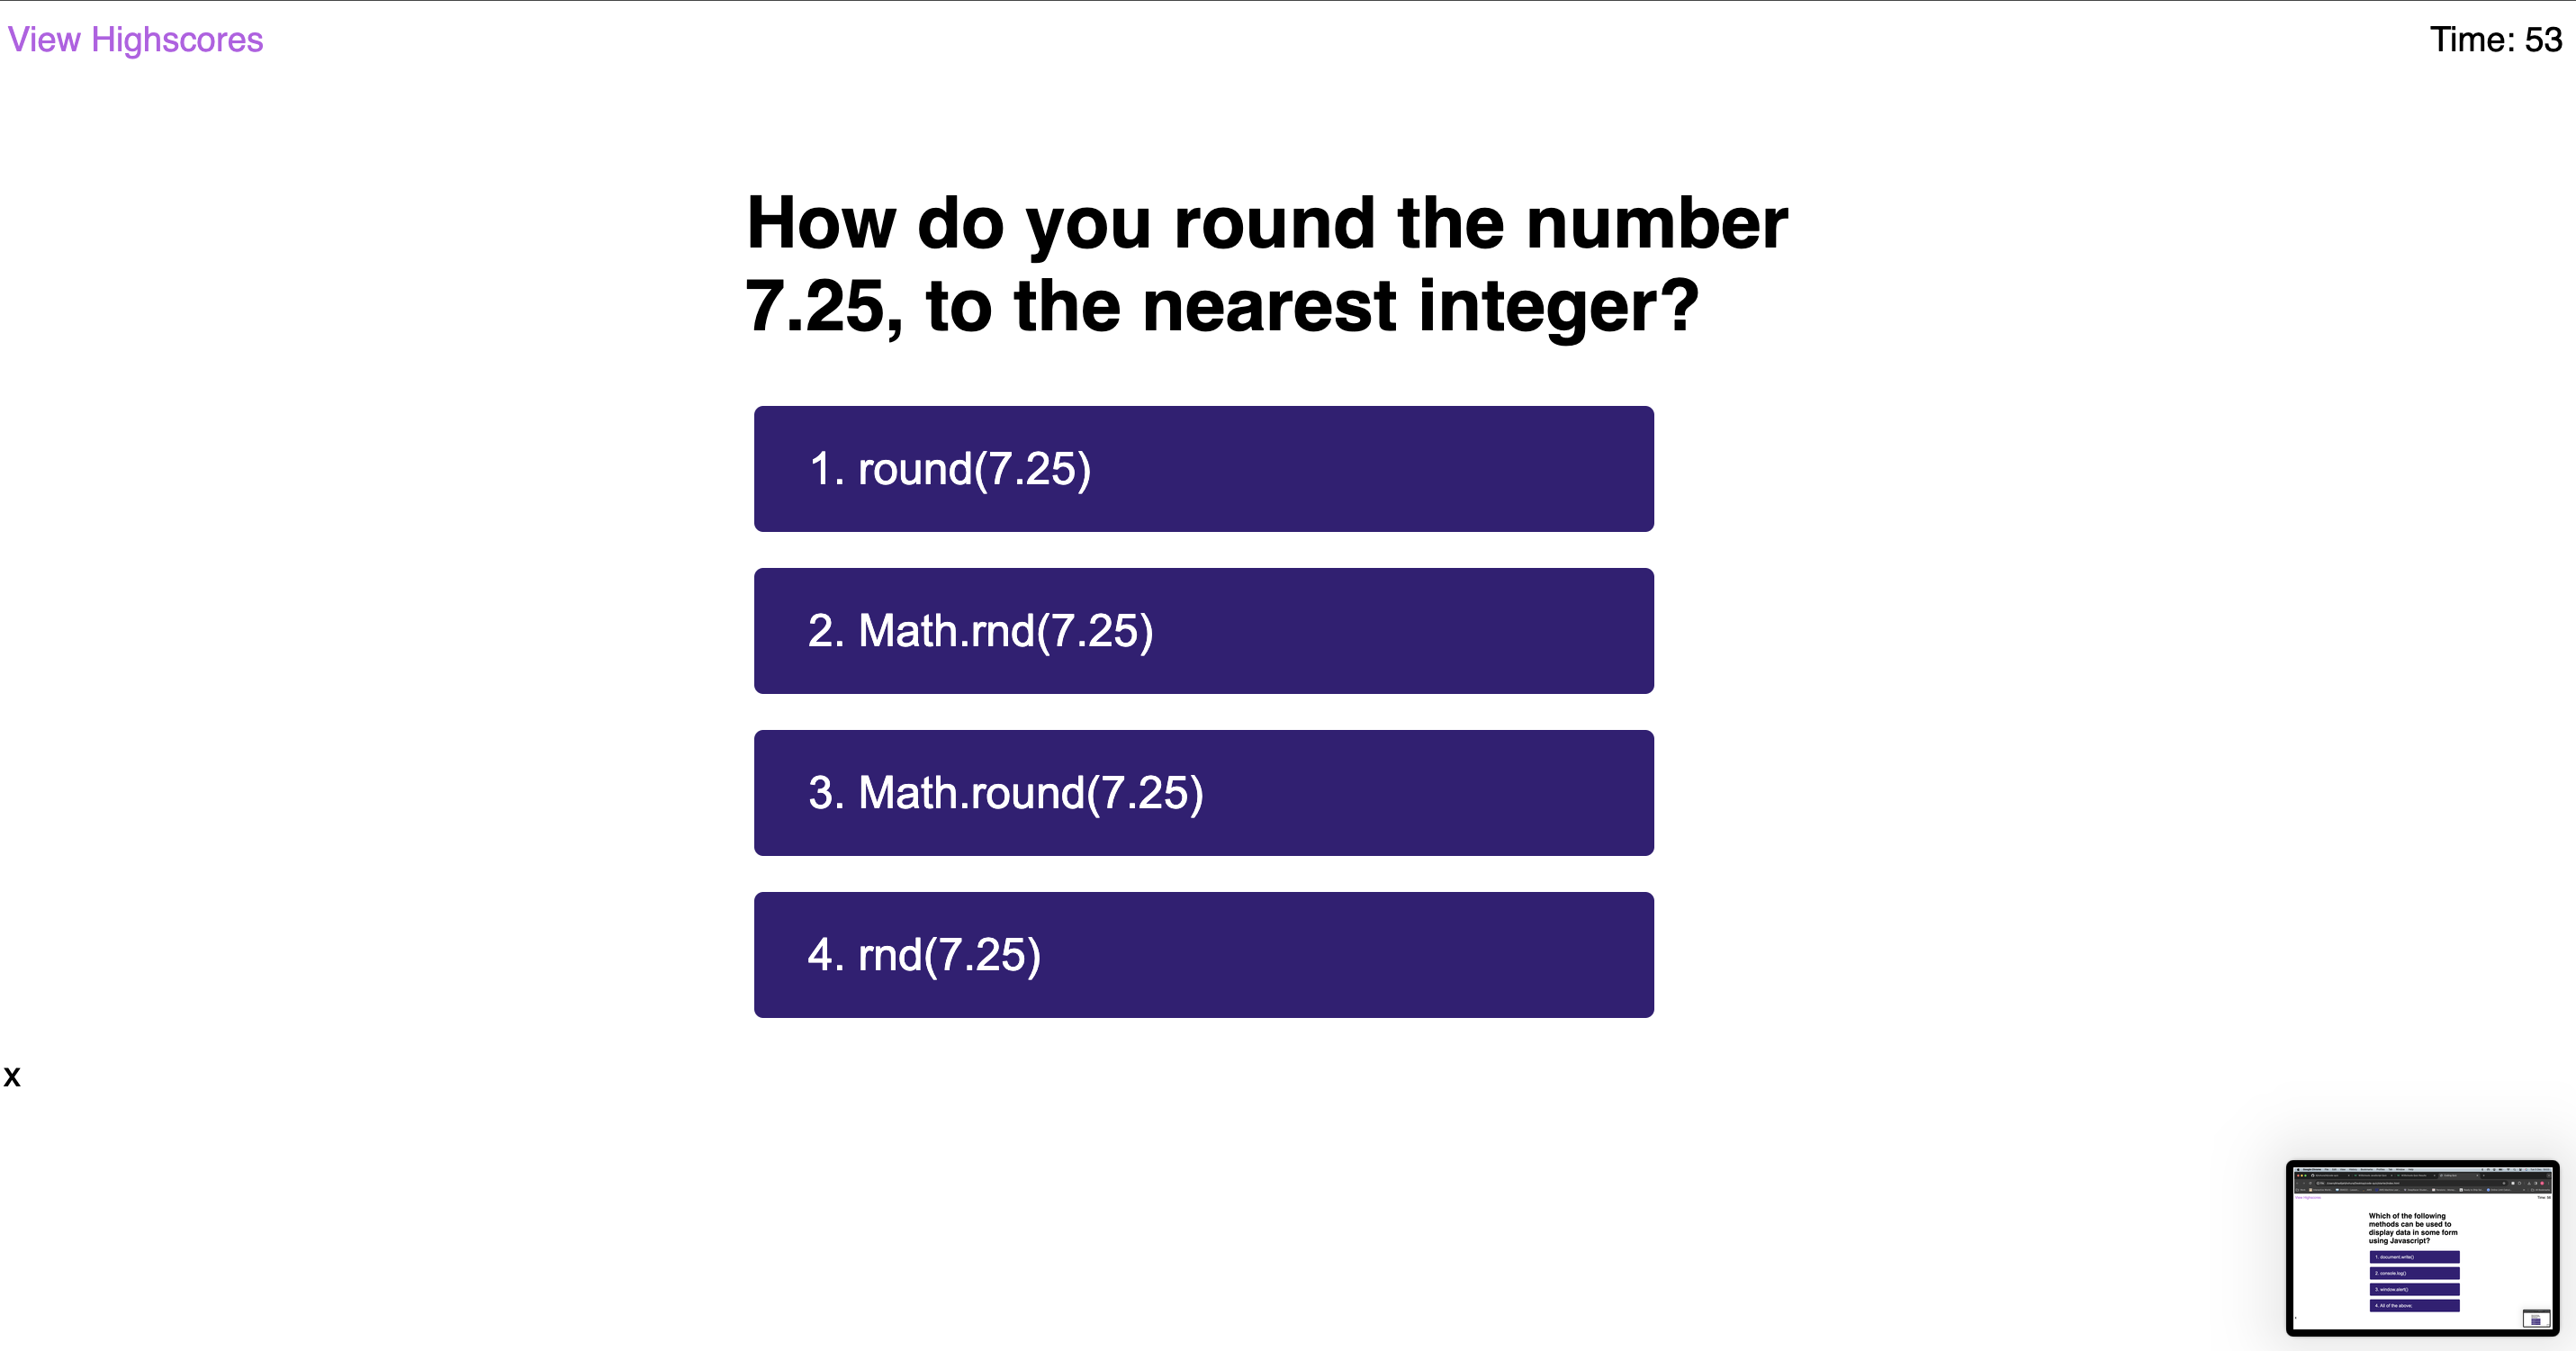 View Highscores
Time: 53
How do you round the number
7.25, to the nearest integer?
1. round(7.25)
2. Math.rnd(7.25)
3. Math.round(7.25)
4. rnd(7.25)
x
Which of the following
methods can be used to
display data in some form
using Javascript?
1. document.write()
2. console.log()
3. window.alert()
4. All of the above;